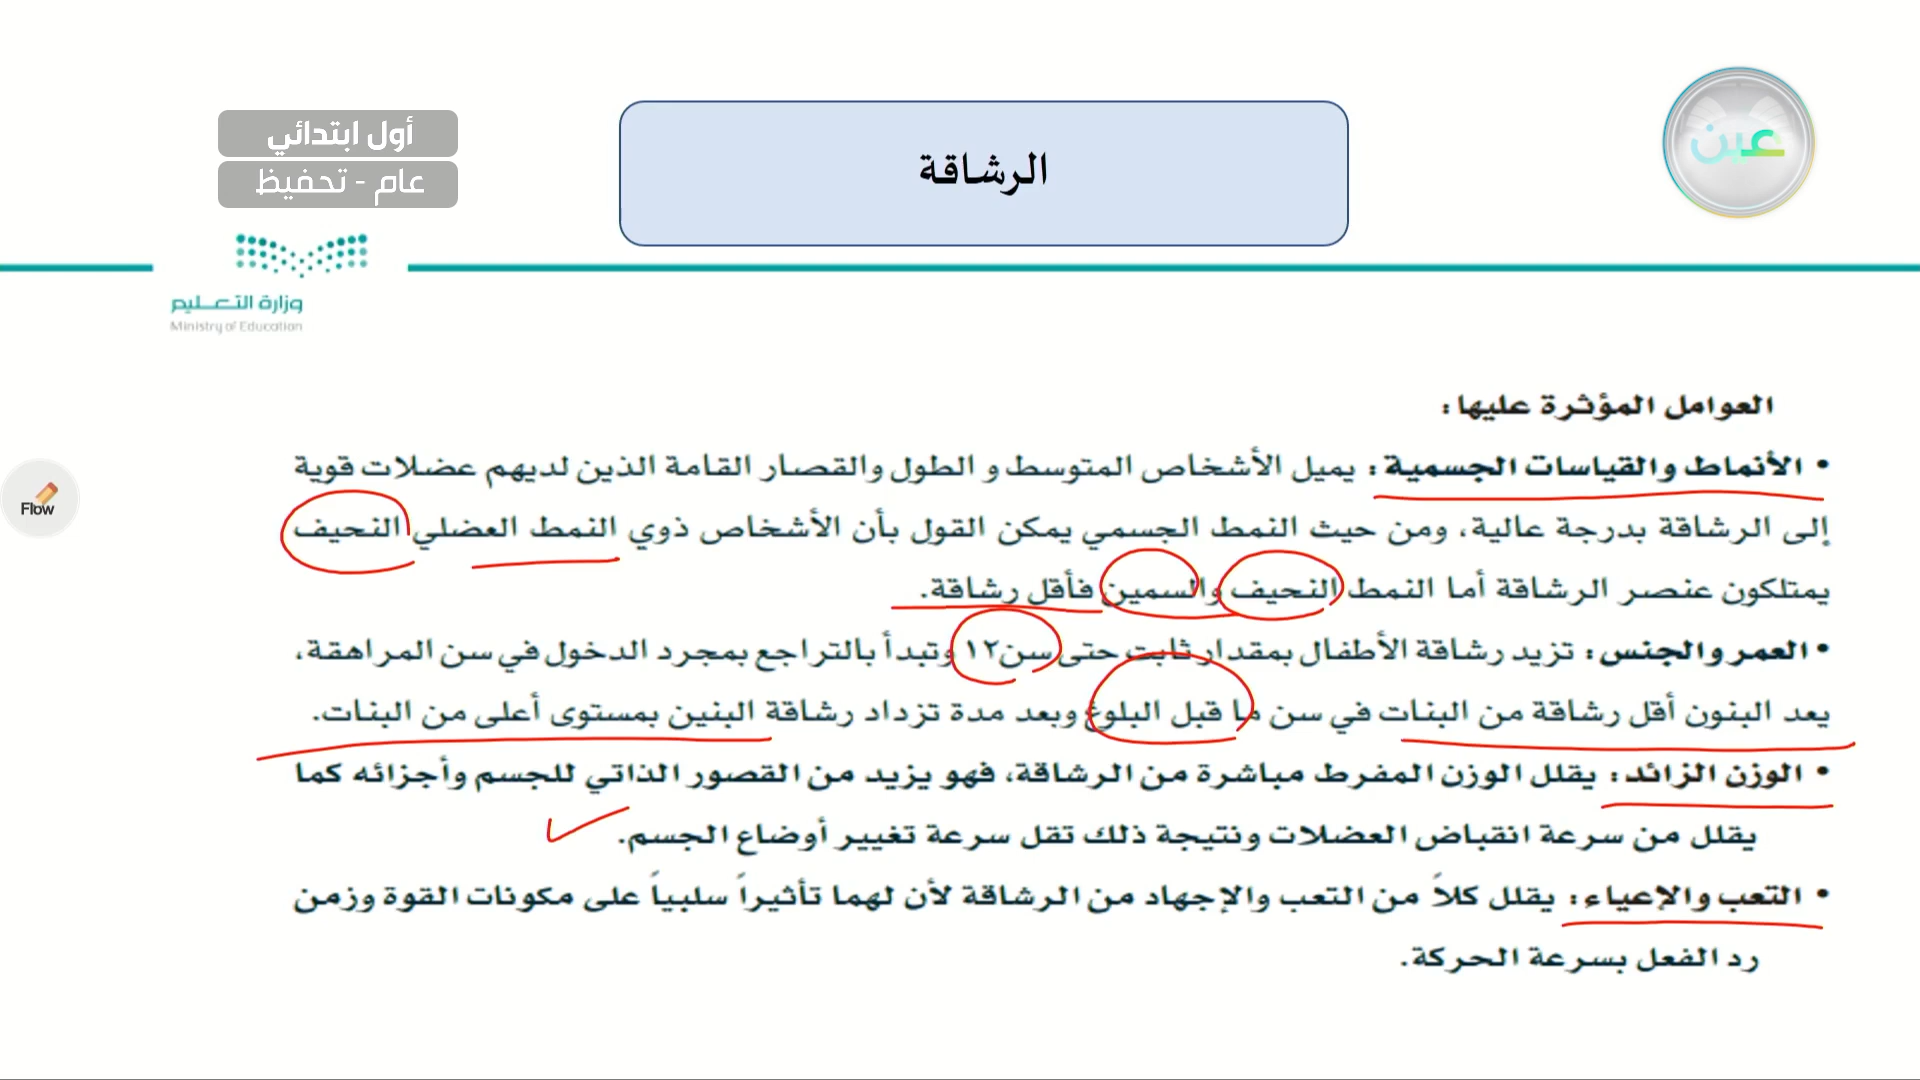 عين
الرشاقة
أول ابتدائي
عام - تحفيظ
وزارة التعليم
Ministry of Education
Flow
العوامل المؤثرة عليها:
• الأنماط والقياسات الجسمية: يميل الأشخاص المتوسط و الطول والقصار القامة الذين لديهم عضلات قوية
إلى الرشاقة بدرجة عالية، ومن حيث النمط الجسمي يمكن القول بأن الأشخاص ذوي النمط العضلي النحيف
يمتلكون عنصر الرشاقة أما النمط النحيف والسمين فأقل رشاقة.
• العمر والجنس: تزيد رشاقة الأطفال بمقدار ثابت حتى سن١٢ وتبدأ بالتراجع بمجرد الدخول في سن المراهقة،
يعد البنون أقل رشاقة من البنات في سن ما قبل البلوغ وبعد مدة تزداد رشاقة البنين بمستوى أعلى من البنات.
• الوزن الزائد: يقلل الوزن المفرط مباشرة من الرشاقة، فهو يزيد من القصور الذاتي للجسم وأجزائه كما
يقلل من سرعة انقباض العضلات ونتيجة ذلك تقل سرعة تغيير أوضاع الجسم.
• التعب والإعياء: يقلل كلاً من التعب والإجهاد من الرشاقة لأن لهما تأثيراً سلبياً على مكونات القوة وزمن
رد الفعل بسرعة الحركة.